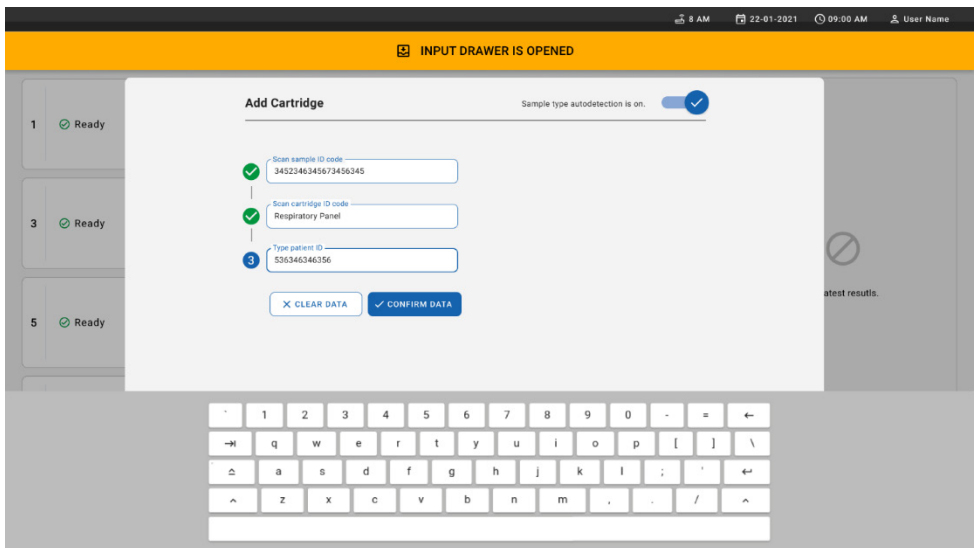 8 AM 22-01-2021 09:00 AM User Name
INPUT DRAWER IS OPENED
Add Cartridge
Sample type autodetection is on.
1 Ready
3 Ready
5 Ready
Scan sample ID code
3452346345673456345
Scan cartridge ID code
Respiratory Panel
3
Type patient ID
536346346356
CLEAR DATA
CONFIRM DATA
atest resutls.
` 1 2 3 4 5 6 7 8 9 0 - =
q w e r t y u i o p [ ] \
a s d f g h j k l ; '
z x c v b n m , . /